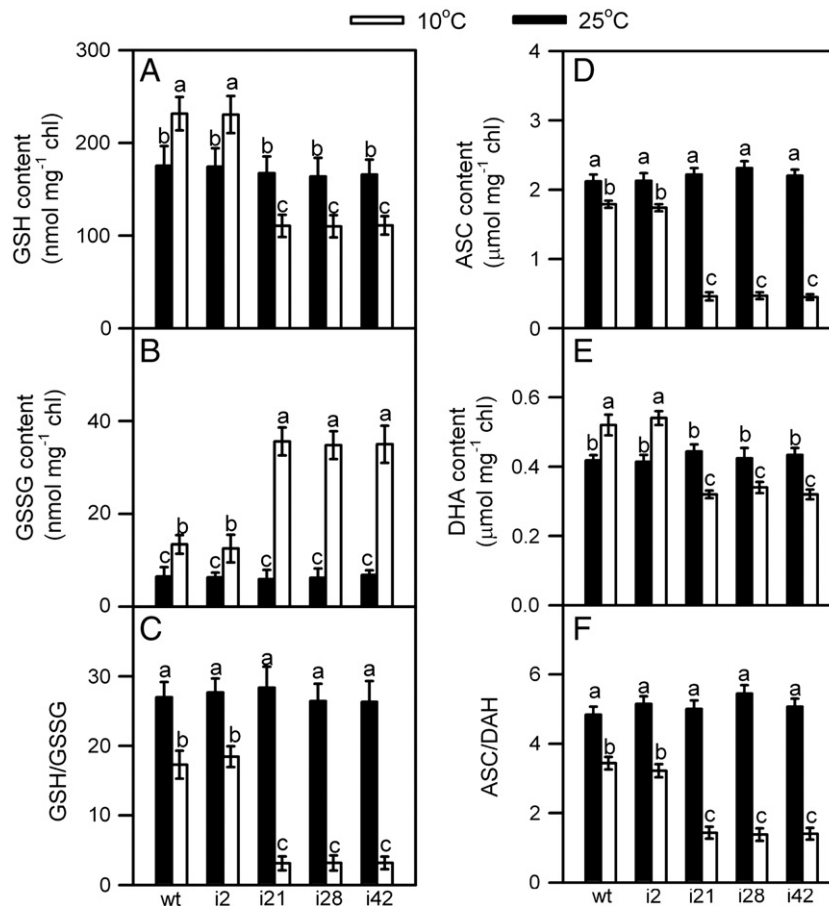 10°C 25°C
A
GSH content
(nmol mg⁻¹ chl)
300
200
100
0
b a b a b c b c b c
B
GSSG content
(nmol mg⁻¹ chl)
40
20
0
c b c b c a c a c a
C
GSH/GSSG
30
20
10
0
a b a b a c a c a c
wt i2 i21 i28 i42
D
ASC content
(μmol mg⁻¹ chl)
4
3
2
1
0
a b a b a c a c a c
E
DHA content
(μmol mg⁻¹ chl)
0.6
0.4
0.2
0.0
b a b a b c b c b c
F
ASC/DAH
6
4
2
0
a b a b a c a c a c
wt i2 i21 i28 i42